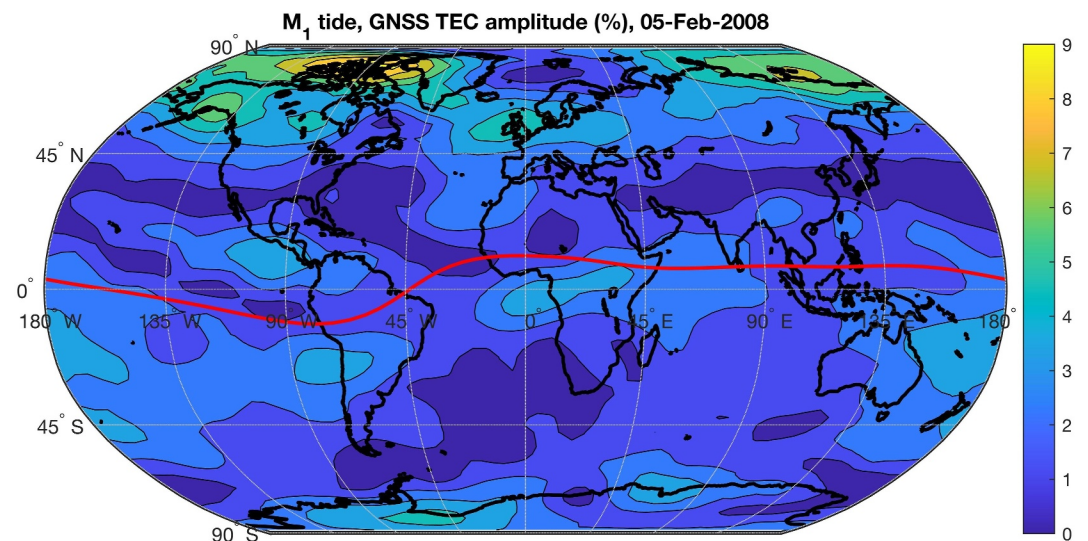 M1 tide, GNSS TEC amplitude (%), 05-Feb-2008
90° N
45° N
0°
180° W 135° W 90° W 45° W 0° 45° E 90° E 135° E 180°
45° S
90° S
9
8
7
6
5
4
3
2
1
0